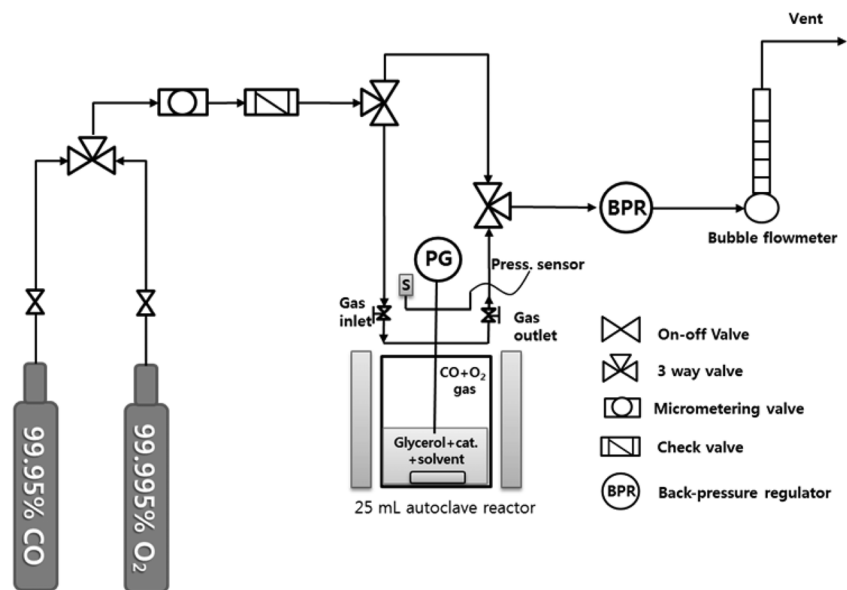 Vent
BPR
Bubble flowmeter
PG
Press. sensor
S
Gas
inlet
Gas
outlet
CO+O₂
gas
Glycerol+cat.
+solvent
25 mL autoclave reactor
99.95% CO
99.995% O₂
On-off Valve
3 way valve
Micrometering valve
Check valve
BPR
Back-pressure regulator